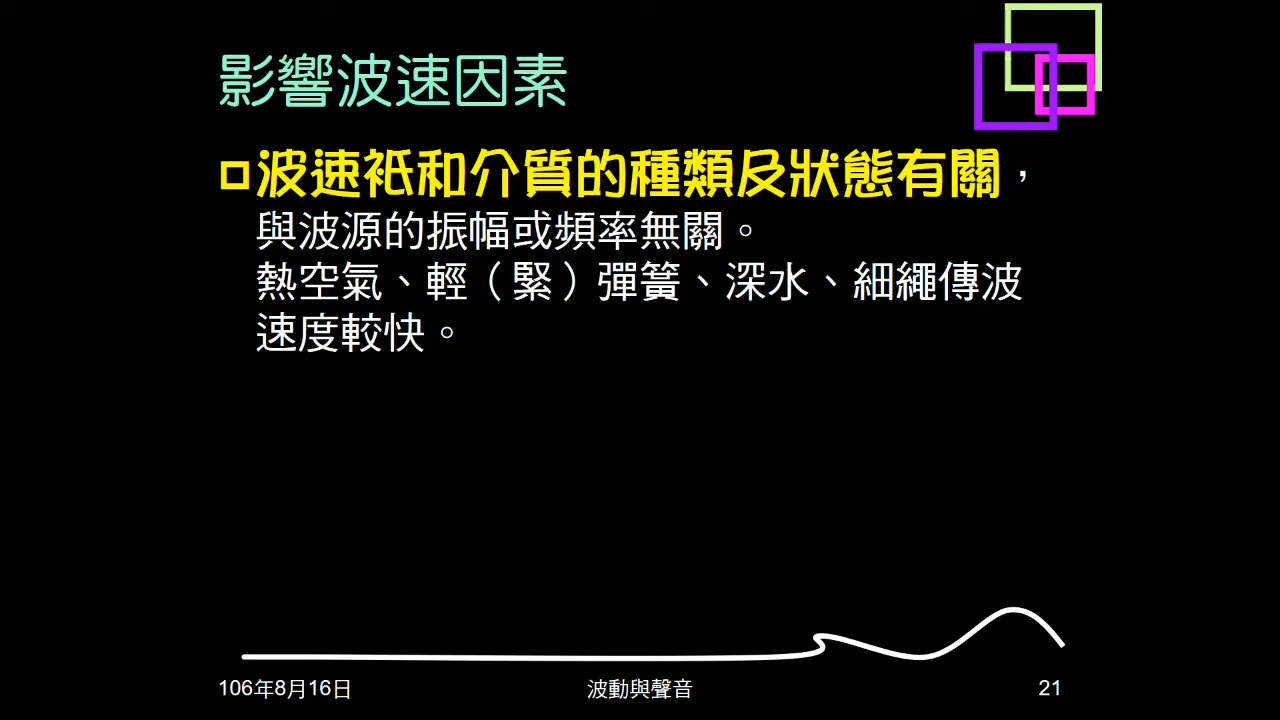 影響波速因素
波速祇和介質的種類及狀態有關，
與波源的振幅或頻率無關。
熱空氣、輕（緊）彈簧、深水、細繩傳波
速度較快。
106年8月16日
波動與聲音
21